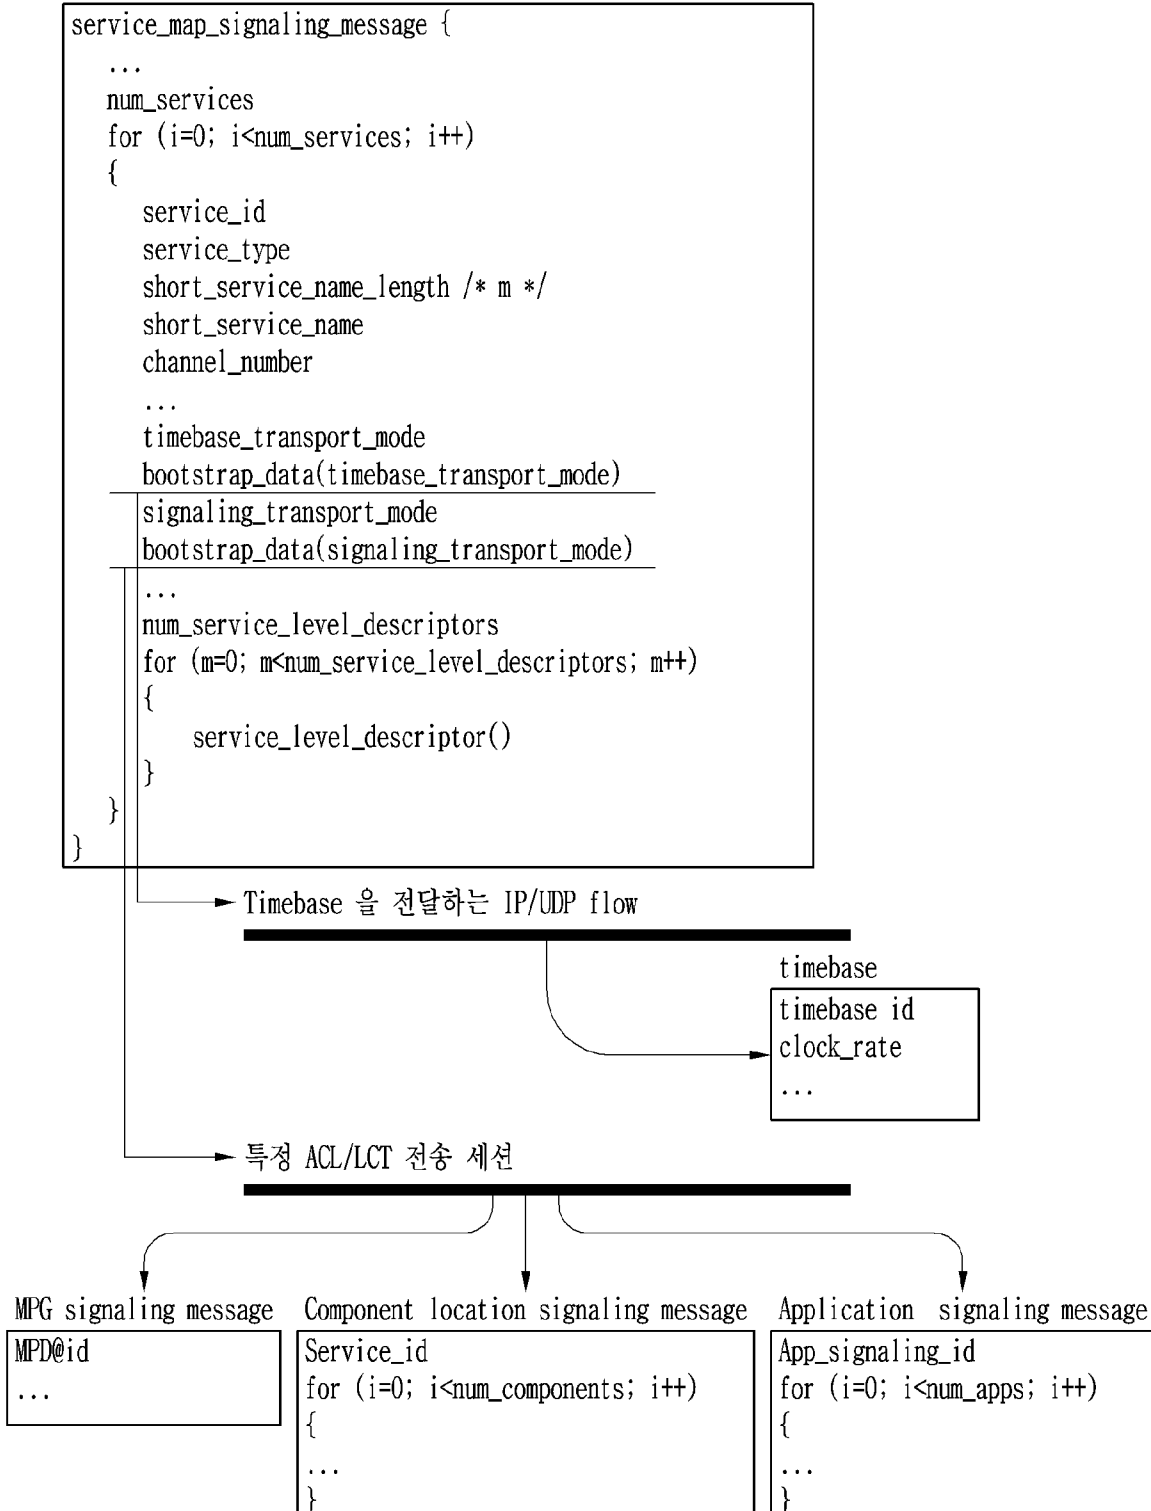 service_map_signaling_message {
...
num_services
for (i=0; i<num_services; i++)
{
service_id
service_type
short_service_name_length /* m */
short_service_name
channel_number
...
timebase_transport_mode
bootstrap_data(timebase_transport_mode)
signaling_transport_mode
bootstrap_data(signaling_transport_mode)
...
num_service_level_descriptors
for (m=0; m<num_service_level_descriptors; m++)
{
service_level_descriptor()
}
}
}
Timebase 을 전달하는 IP/UDP flow
timebase
timebase id
clock_rate
...
특정 ACL/LCT 전송 세션
MPG signaling message
MPD@id
...
Component location signaling message
Service_id
for (i=0; i<num_components; i++)
{
...
}
Application signaling message
App_signaling_id
for (i=0; i<num_apps; i++)
{
...
}